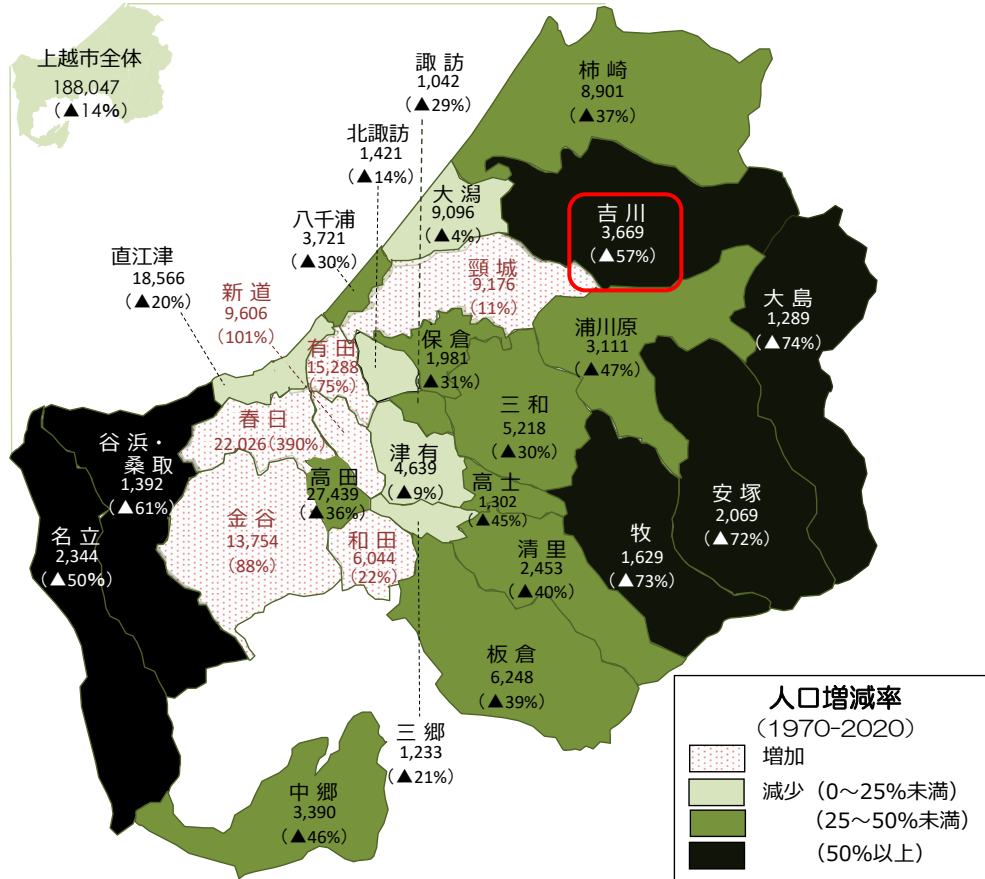 上越市全体
188,047
(▲14%)
諏訪
1,042
(▲29%)
柿崎
8,901
(▲37%)
北諏訪
1,421
(▲14%)
大潟
9,096
(▲4%)
吉川
3,669
(▲57%)
八千浦
3,721
(▲30%)
直江津
18,566
(▲20%)
新道
9,606
(101%)
頸城
9,176
(11%)
大島
1,289
(▲74%)
浦川原
3,111
(▲47%)
有田
15,288
(75%)
保倉
1,981
(▲31%)
三和
5,218
(▲30%)
春日
22,026(390%)
谷浜・
桑取
1,392
(▲61%)
津有
4,639
(▲9%)
高田
27,439
(▲36%)
高士
1,302
(▲45%)
安塚
2,069
(▲72%)
金谷
13,754
(88%)
和田
6,044
(22%)
牧
1,629
(▲73%)
名立
2,344
(▲50%)
清里
2,453
(▲40%)
板倉
6,248
(▲39%)
三郷
1,233
(▲21%)
中郷
3,390
(▲46%)
人口増減率
(1970-2020)
増加
減少 (0～25%未満)
(25～50%未満)
(50%以上)